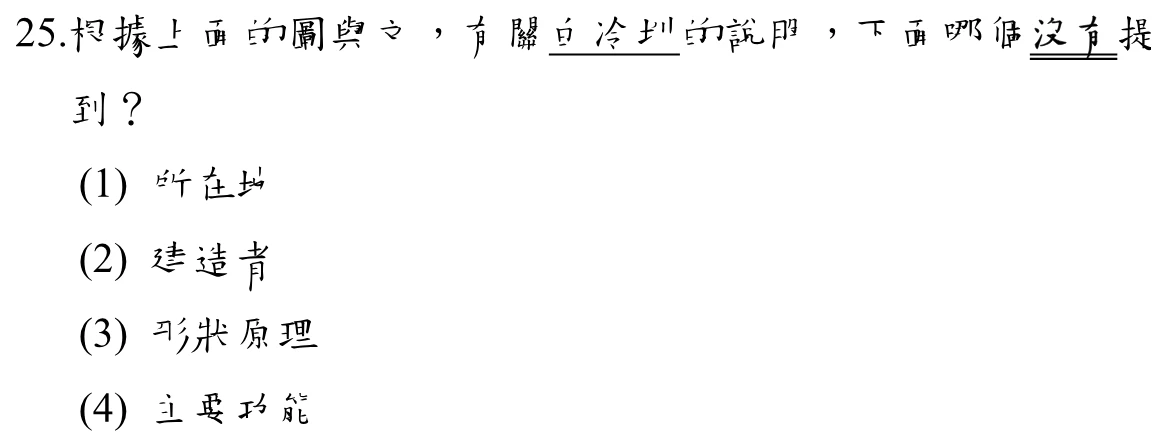 25.根據上面的圖與文，有關白冷圳的說明，下面哪個沒有提
到？
(1) 所在地
(2) 建造者
(3) 形狀原理
(4) 主要功能